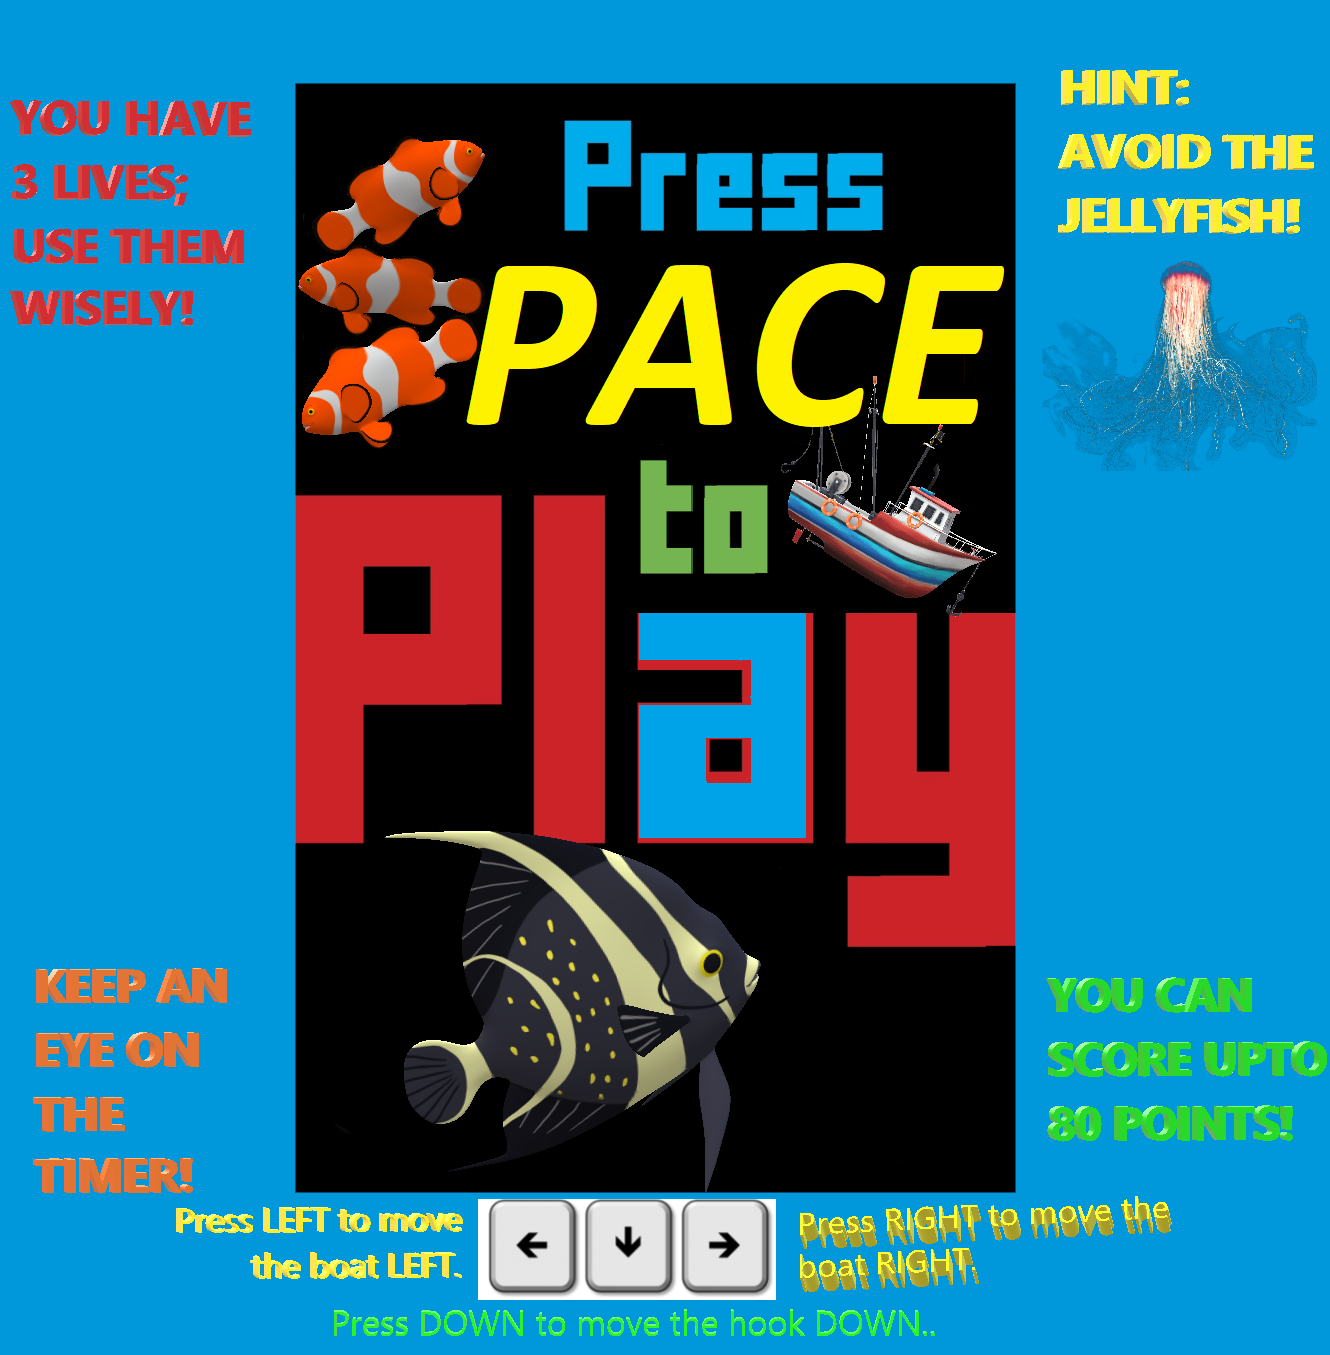 YOU HAVE
3 LIVES;
USE THEM
WISELY!
Press
PACE
to
Play
HINT:
AVOID THE
JELLYFISH!
KEEP AN
EYE ON
THE
TIMER!
YOU CAN
SCORE UPTO
80 POINTS!
Press LEFT to move
the boat LEFT.
Press RIGHT to move the
boat RIGHT.
Press DOWN to move the hook DOWN..